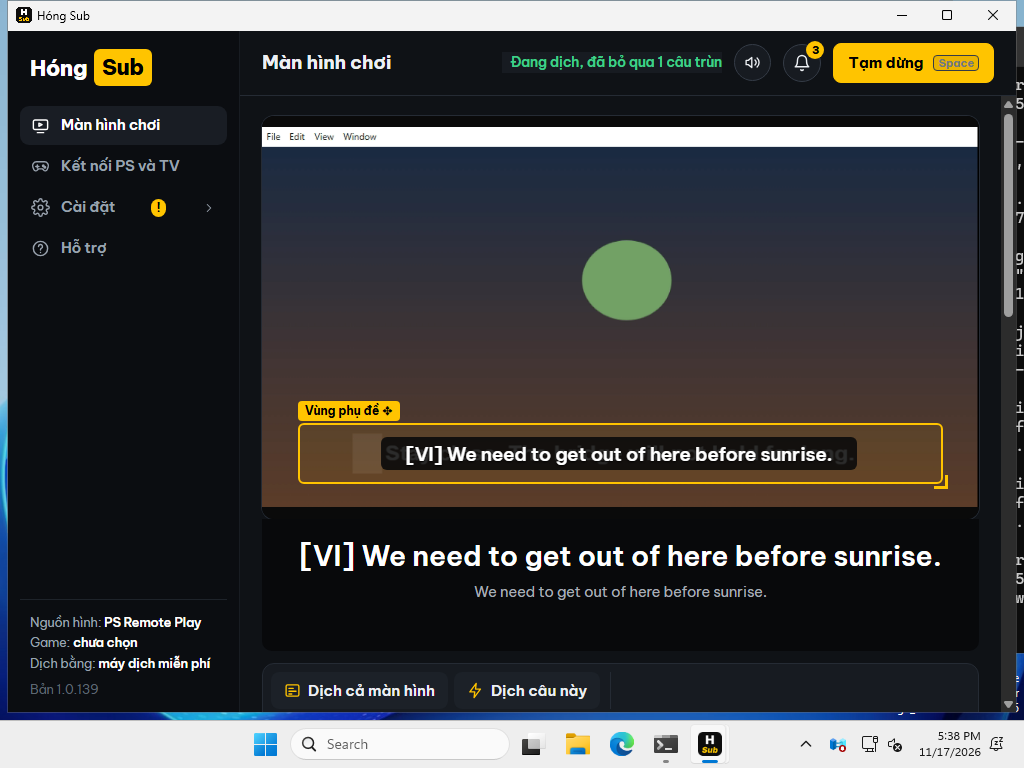 Hóng Sub
Hóng Sub
Màn hình chơi
Kết nối PS và TV
Cài đặt
!
Hỗ trợ
Nguồn hình: PS Remote Play
Game: chưa chọn
Dịch bằng: máy dịch miễn phí
Bản 1.0.139
Màn hình chơi
Đang dịch, đã bỏ qua 1 câu trùn
3
Tạm dừng Space
File Edit View Window
Vùng phụ đề
[VI] We need to get out of here before sunrise.
[VI] We need to get out of here before sunrise.
We need to get out of here before sunrise.
Dịch cả màn hình
Dịch câu này
Search
H
Sub
5:38 PM
11/17/2026